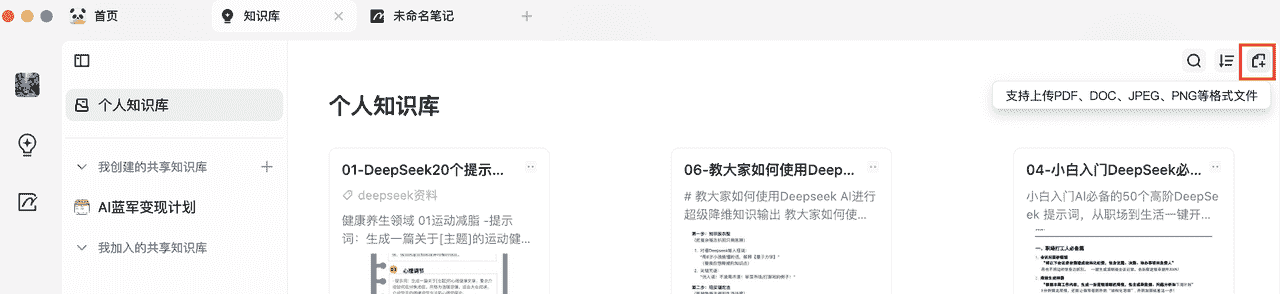 首页
知识库
未命名笔记
个人知识库
我创建的共享知识库
AI蓝军变现计划
我加入的共享知识库
个人知识库
支持上传PDF、DOC、JPEG、PNG等格式文件
01-DeepSeek20个提示...
deepseek资料
健康养生领域 01运动减脂 -提示
词：生成一篇关于[主题]的运动健...
03 心理调节
06-教大家如何使用Deep...
# 教大家如何使用Deepseek AI进行
超级降维知识输出 教大家如何使...
04-小白入门DeepSeek必...
小白入门AI必备的50个高阶DeepSe
ek 提示词，从职场到生活一键开...
一、职场打工人必备篇